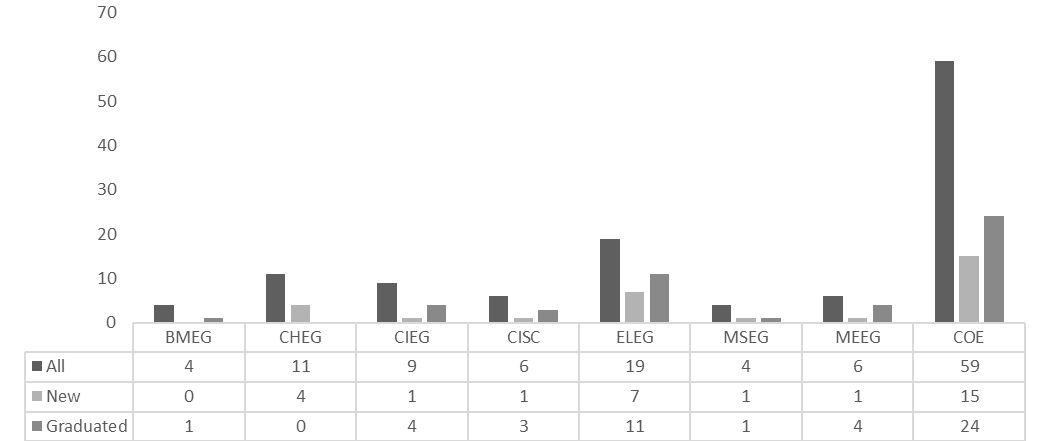 70
60
50
40
30
20
10
0
BMEG CHEG CIEG CISC ELEG MSEG MEEG COE
All 4 11 9 6 19 4 6 59
New 0 4 1 1 7 1 1 15
Graduated 1 0 4 3 11 1 4 24